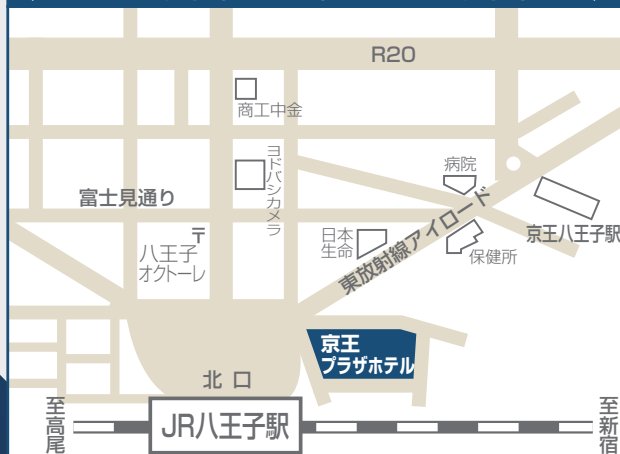 R20
商工中金
ヨドバシカメラ
病院
富士見通り
〒
八王子
オクトーレ
日本
生命
東放射線アイロード
保健所
京王八王子駅
京王
プラザホテル
北口
至高尾
JR八王子駅
至新宿